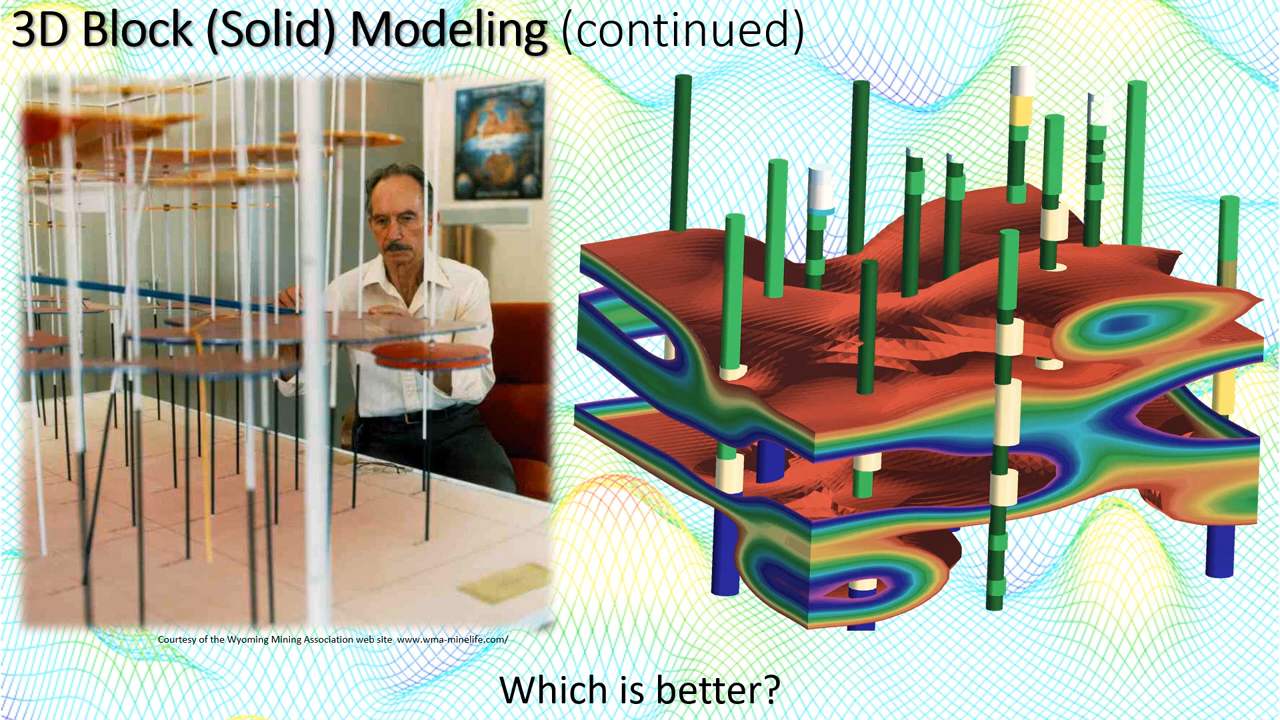 3D Block (Solid) Modeling (continued)
Courtesy of the Wyoming Mining Association web site www.wma-minelife.com/
Which is better?